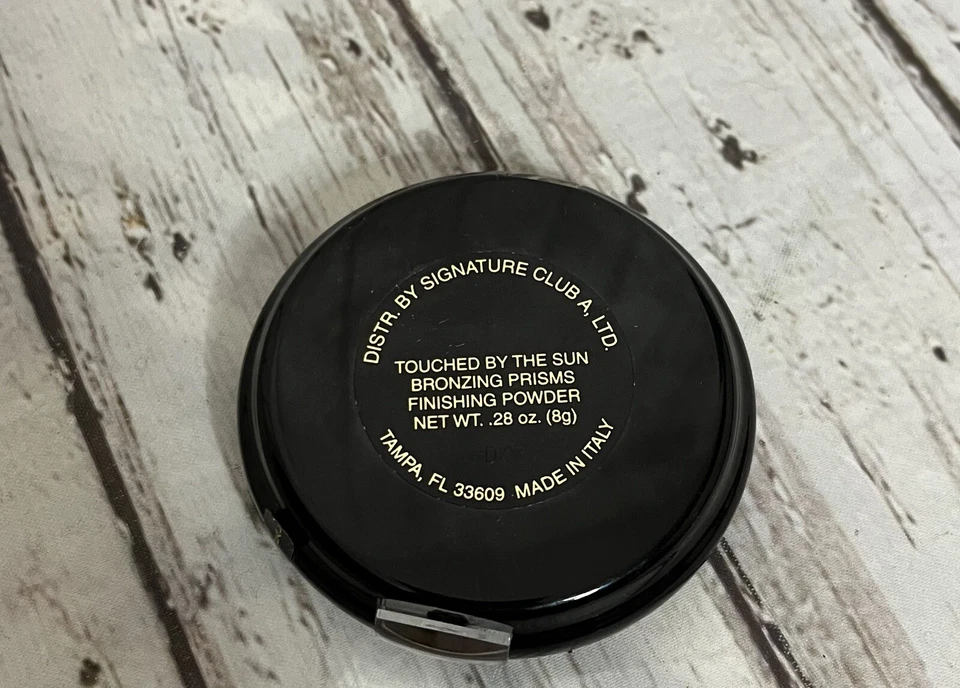 DISTR. BY SIGNATURE CLUB A, LTD.
TOUCHED BY THE SUN
BRONZING PRISMS
FINISHING POWDER
NET WT. .28 oz. (8g)
TAMPA, FL 33609 MADE IN ITALY